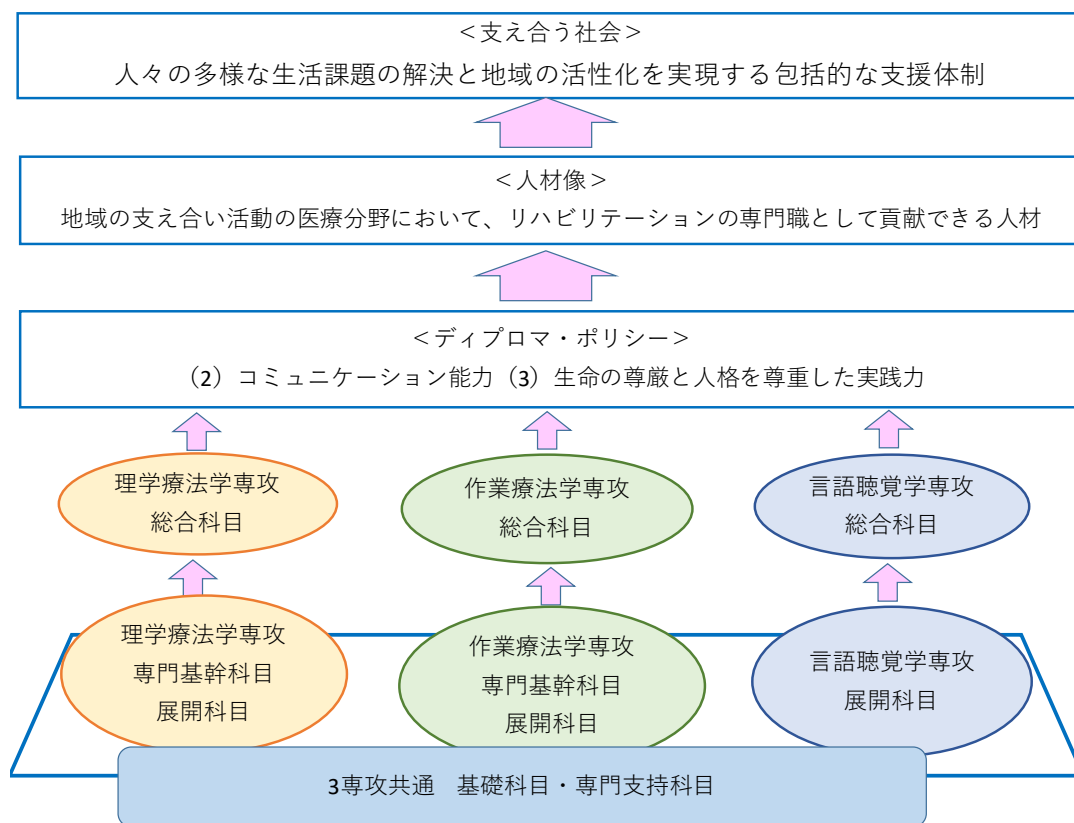 ＜支え合う社会＞
人々の多様な生活課題の解決と地域の活性化を実現する包括的な支援体制
＜人材像＞
地域の支え合い活動の医療分野において、リハビリテーションの専門職として貢献できる人材
＜ディプロマ・ポリシー＞
（2）コミュニケーション能力（3）生命の尊厳と人格を尊重した実践力
理学療法学専攻
総合科目
作業療法学専攻
総合科目
言語聴覚学専攻
総合科目
理学療法学専攻
専門基幹科目
展開科目
作業療法学専攻
専門基幹科目
展開科目
言語聴覚学専攻
展開科目
3専攻共通　基礎科目・専門支持科目